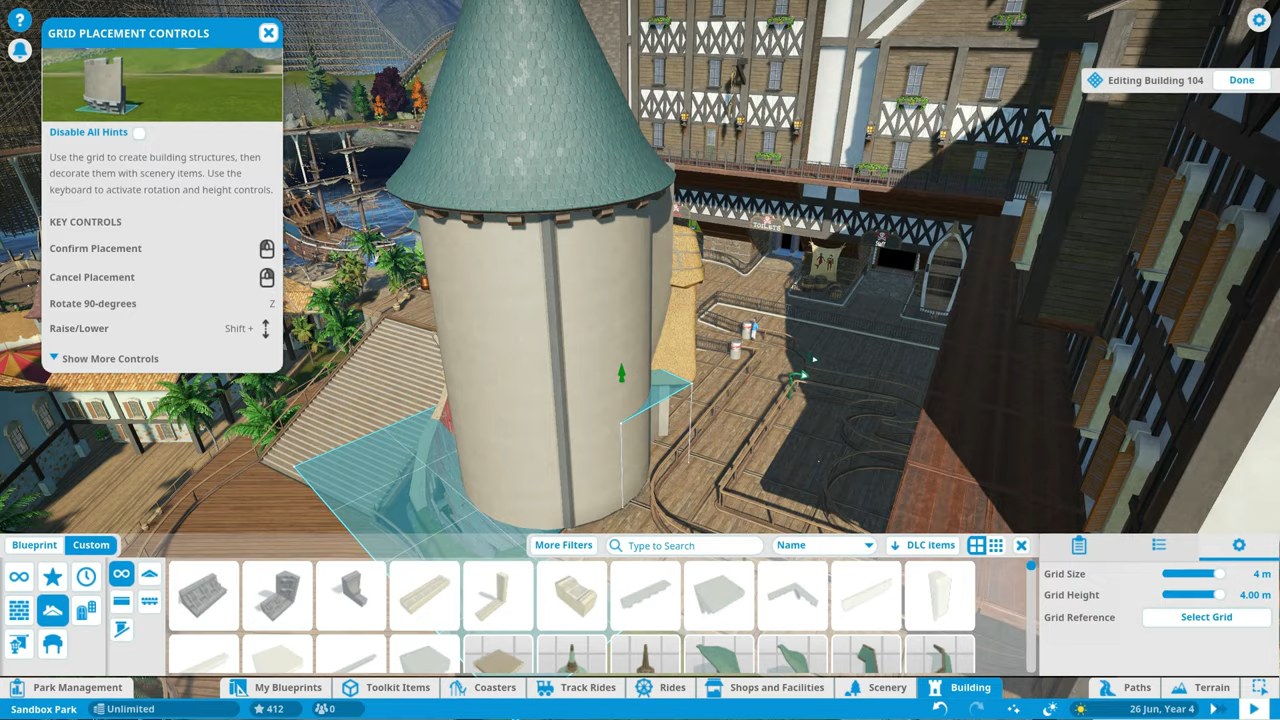 ?
GRID PLACEMENT CONTROLS
Disable All Hints
Use the grid to create building structures, then
decorate them with scenery items. Use the
keyboard to activate rotation and height controls.
KEY CONTROLS
Confirm Placement
Cancel Placement
Rotate 90-degrees Z
Raise/Lower Shift +
Show More Controls
Editing Building 104 Done
TOILETS
Blueprint Custom More Filters Type to Search Name DLC items
Grid Size 4 m
Grid Height 4.00 m
Grid Reference Select Grid
Park Management My Blueprints Toolkit Items Coasters Track Rides Rides Shops and Facilities Scenery Building Paths Terrain
Sandbox Park Unlimited 412 0 26 Jun, Year 4